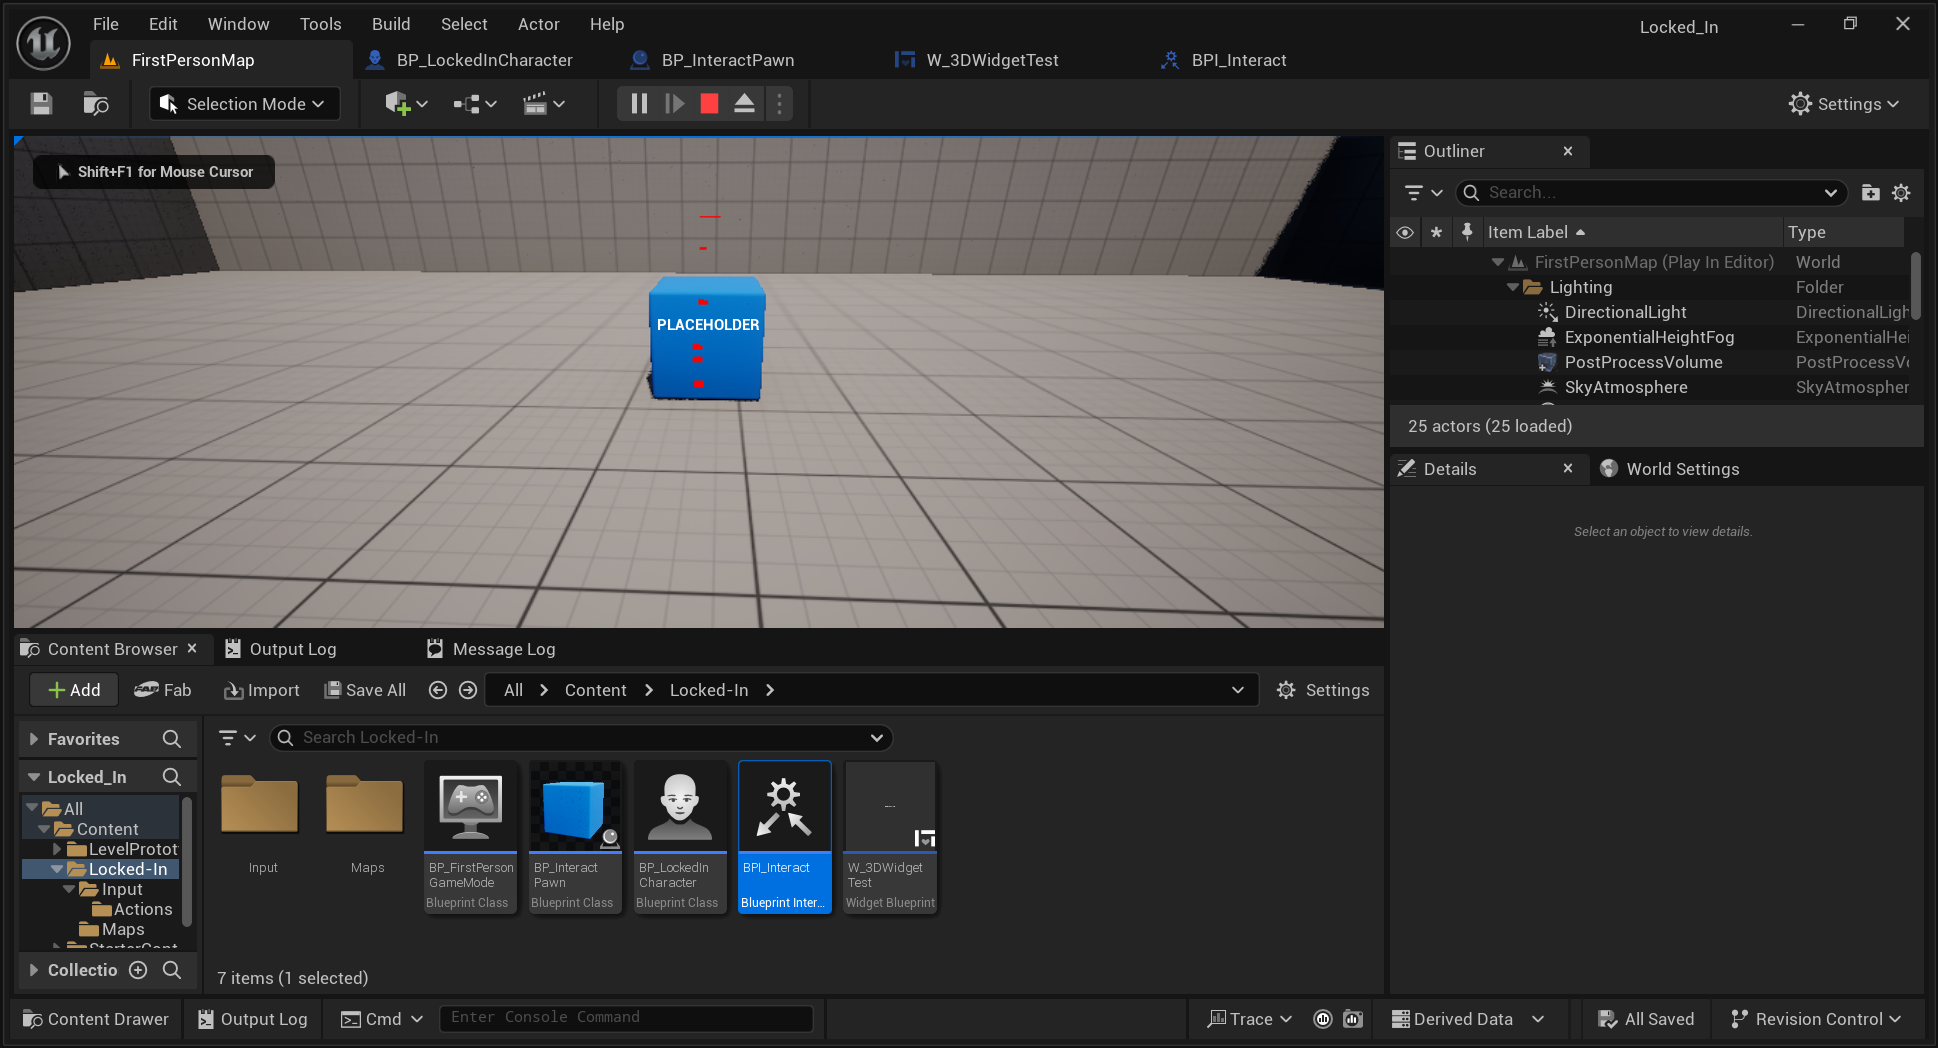 File Edit Window Tools Build Select Actor Help
Locked_In
FirstPersonMap BP_LockedInCharacter BP_InteractPawn W_3DWidgetTest BPI_Interact
Selection Mode
Settings
Shift+F1 for Mouse Cursor
PLACEHOLDER
Outliner
Search...
Item Label Type
FirstPersonMap (Play In Editor) World
Lighting Folder
DirectionalLight DirectionalLigh
ExponentialHeightFog ExponentialHei
PostProcessVolume PostProcessV
SkyAtmosphere SkyAtmospher
25 actors (25 loaded)
Details World Settings
Select an object to view details.
Content Browser Output Log Message Log
Add Fab Import Save All All Content Locked-In Settings
Favorites
Search Locked-In
Locked_In
All
Content
LevelProtot
Locked-In
Input
Actions
Maps
StarterCont
Collectio
Input
Maps
BP_FirstPerson
GameMode
Blueprint Class
BP_Interact
Pawn
Blueprint Class
BP_LockedIn
Character
Blueprint Class
BPI_Interact
Blueprint Inter...
W_3DWidget
Test
Widget Blueprint
7 items (1 selected)
Content Drawer Output Log Cmd Enter Console Command Trace Derived Data All Saved Revision Control